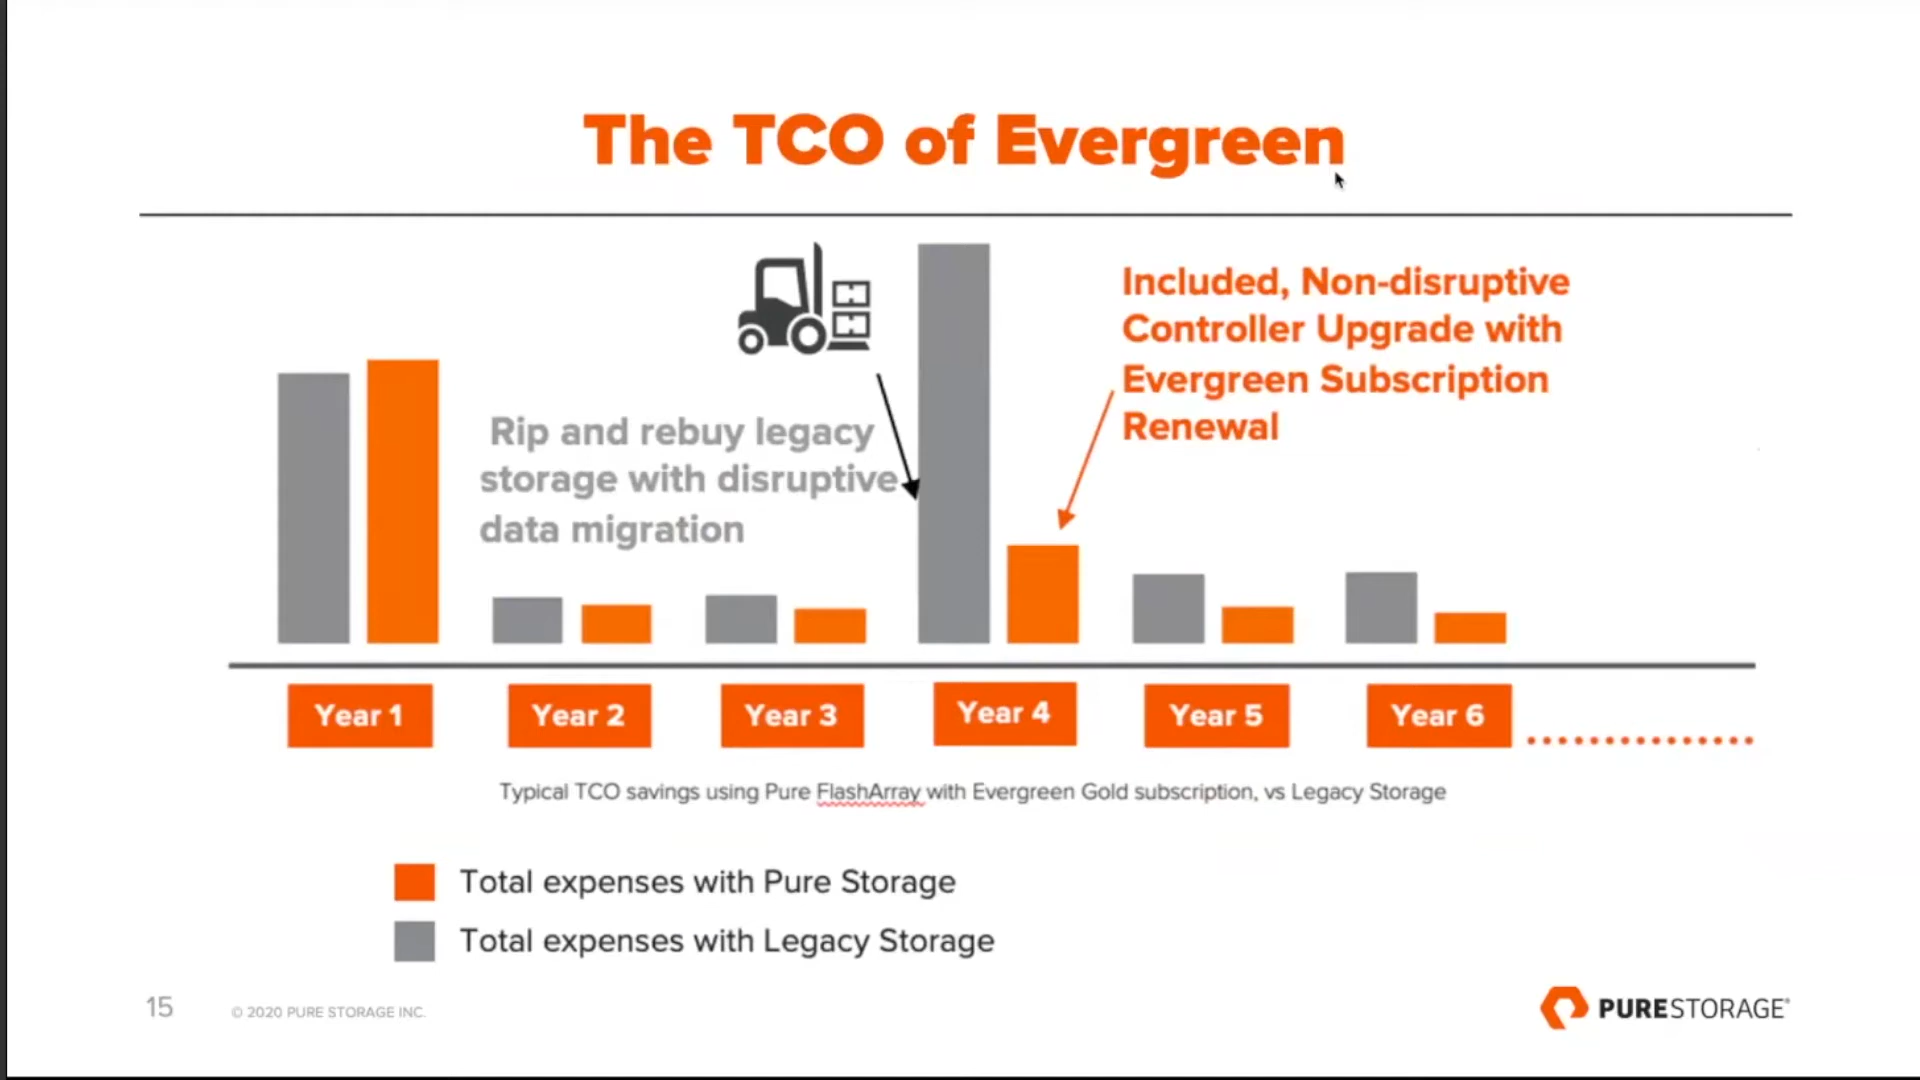 The TCO of Evergreen
Included, Non-disruptive
Controller Upgrade with
Evergreen Subscription
Renewal
Rip and rebuy legacy
storage with disruptive
data migration
Year 1
Year 2
Year 3
Year 4
Year 5
Year 6
Typical TCO savings using Pure FlashArray with Evergreen Gold subscription, vs Legacy Storage
Total expenses with Pure Storage
Total expenses with Legacy Storage
15
© 2020 PURE STORAGE INC.
PURESTORAGE®